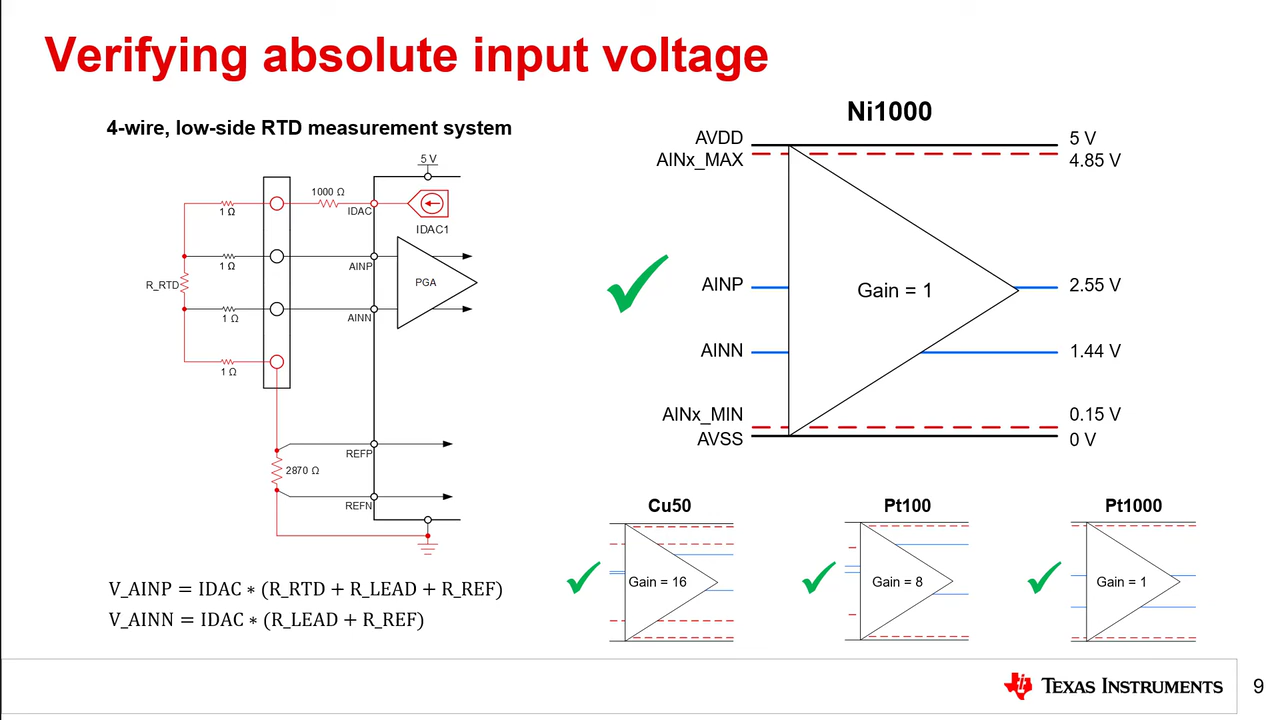 Verifying absolute input voltage
4-wire, low-side RTD measurement system
5 V
1000 Ω
IDAC
IDAC1
1 Ω
1 Ω
AINP
PGA
R_RTD
1 Ω
AINN
1 Ω
REFP
2870 Ω
REFN
V_AINP = IDAC ∗ (R_RTD + R_LEAD + R_REF)
V_AINN = IDAC ∗ (R_LEAD + R_REF)
Ni1000
AVDD 5 V
AINx_MAX 4.85 V
AINP Gain = 1 2.55 V
AINN 1.44 V
AINx_MIN 0.15 V
AVSS 0 V
Cu50 Pt100 Pt1000
Gain = 16 Gain = 8 Gain = 1
TEXAS INSTRUMENTS
9